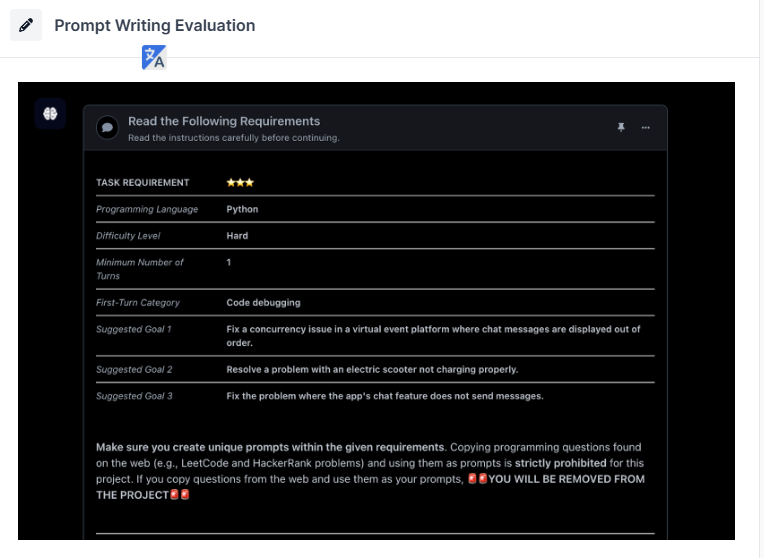 Prompt Writing Evaluation
Read the Following Requirements
Read the instructions carefully before continuing.
TASK REQUIREMENT ⭐⭐⭐
Programming Language Python
Difficulty Level Hard
Minimum Number of Turns 1
First-Turn Category Code debugging
Suggested Goal 1 Fix a concurrency issue in a virtual event platform where chat messages are displayed out of order.
Suggested Goal 2 Resolve a problem with an electric scooter not charging properly.
Suggested Goal 3 Fix the problem where the app's chat feature does not send messages.
Make sure you create unique prompts within the given requirements. Copying programming questions found
on the web (e.g., LeetCode and HackerRank problems) and using them as prompts is strictly prohibited for this
project. If you copy questions from the web and use them as your prompts, 🚨🚨YOU WILL BE REMOVED FROM
THE PROJECT🚨🚨